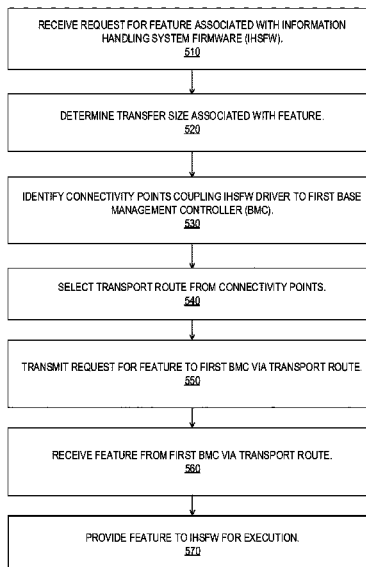 RECEIVE REQUEST FOR FEATURE ASSOCIATED WITH INFORMATION
HANDLING SYSTEM FIRMWARE (IHSFW).
510
DETERMINE TRANSFER SIZE ASSOCIATED WITH FEATURE.
520
IDENTIFY CONNECTIVITY POINTS COUPLING IHSFW DRIVER TO FIRST BASE
MANAGEMENT CONTROLLER (BMC).
530
SELECT TRANSPORT ROUTE FROM CONNECTIVITY POINTS.
540
TRANSMIT REQUEST FOR FEATURE TO FIRST BMC VIA TRANSPORT ROUTE.
550
RECEIVE FEATURE FROM FIRST BMC VIA TRANSPORT ROUTE.
560
PROVIDE FEATURE TO IHSFW FOR EXECUTION.
570